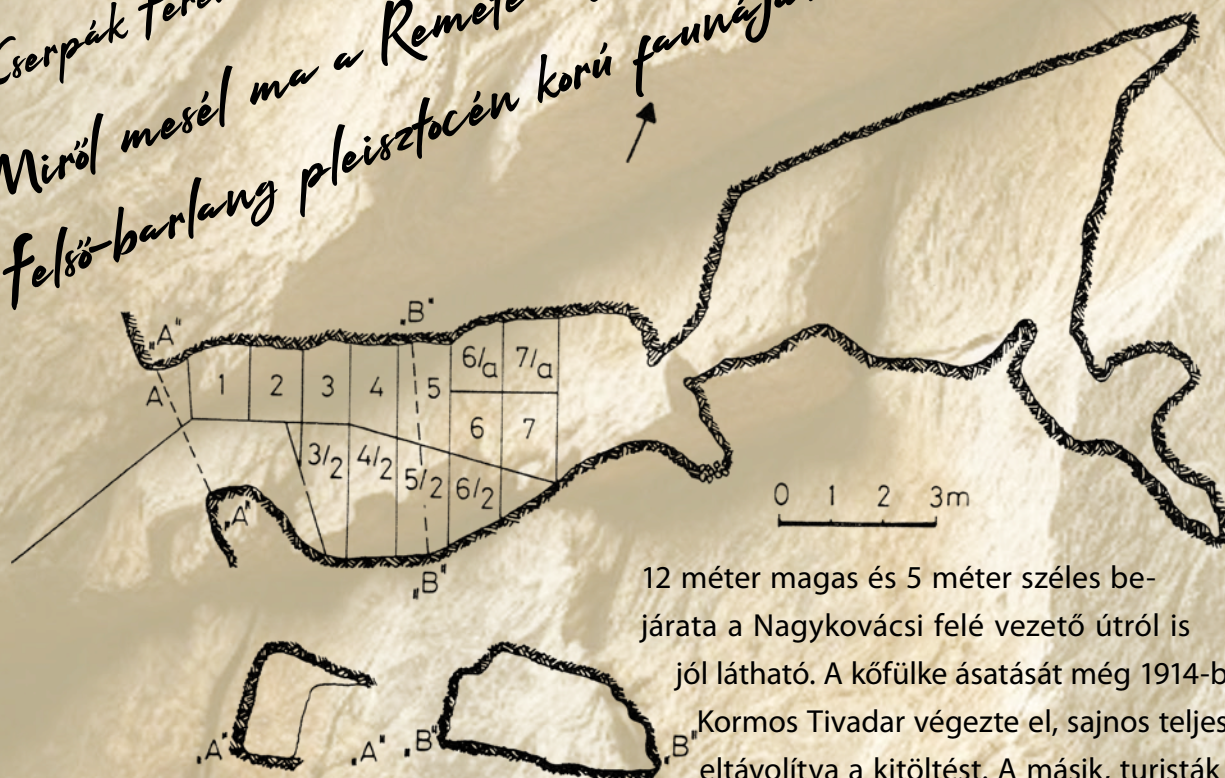 Cserpák
Miről mesél ma a Remete
Felső-barlang pleisztocén korú faunája
„A”
„B”
A
1 2 3 4 5 6/a 7/a
6 7
3/2 4/2 5/2 6/2
„A”
„B”
0 1 2 3m
12 méter magas és 5 méter széles be-
járata a Nagykovácsi felé vezető útról is
jól látható. A kőfülke ásatását még 1914-b
Kormos Tivadar végezte el, sajnos teljes
eltávolítva a kitöltést. A másik, turisták
„A” „A” „B” „B”